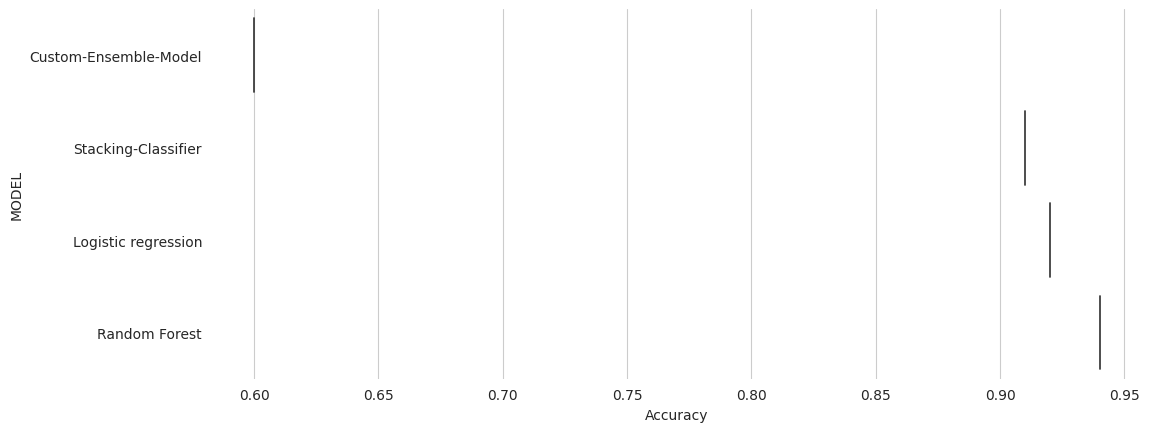 MODEL
Custom-Ensemble-Model
Stacking-Classifier
Logistic regression
Random Forest
0.60 0.65 0.70 0.75 0.80 0.85 0.90 0.95
Accuracy